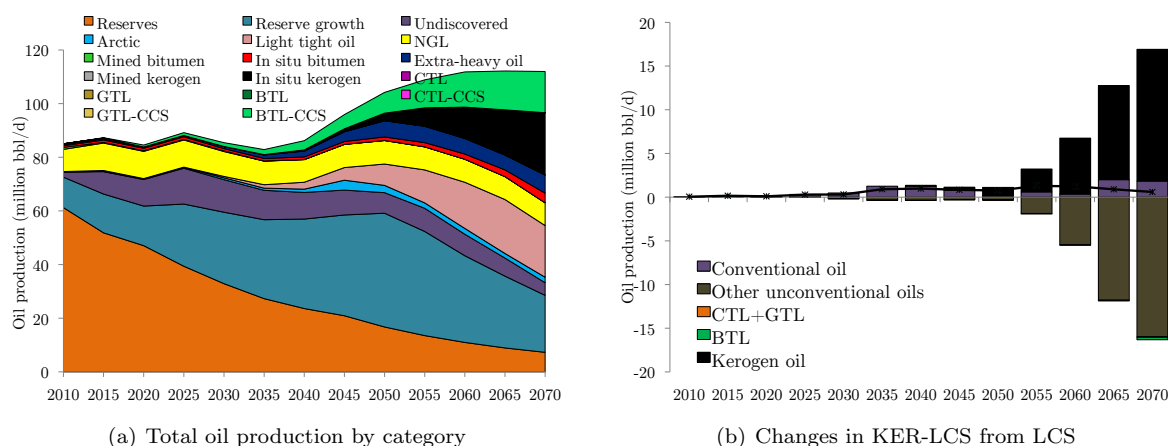 Reserves
Reserve growth
Undiscovered
Arctic
Light tight oil
NGL
Mined bitumen
In situ bitumen
Extra-heavy oil
Mined kerogen
In situ kerogen
CTL
GTL
BTL
CTL-CCS
GTL-CCS
BTL-CCS
Oil production (million bbl/d)
120
100
80
60
40
20
0
2010 2015 2020 2025 2030 2035 2040 2045 2050 2055 2060 2065 2070
(a) Total oil production by category
Oil production (million bbl/d)
20
15
10
5
0
-5
-10
-15
-20
2010 2015 2020 2025 2030 2035 2040 2045 2050 2055 2060 2065 2070
Conventional oil
Other unconventional oils
CTL+GTL
BTL
Kerogen oil
(b) Changes in KER-LCS from LCS